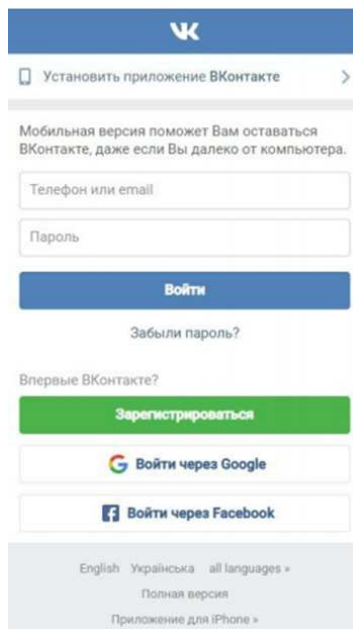 Установить приложение ВКонтакте
Мобильная версия поможет Вам оставаться
ВКонтакте, даже если Вы далеко от компьютера.
Телефон или email
Пароль
Войти
Забыли пароль?
Впервые ВКонтакте?
Зарегистрироваться
Войти через Google
Войти через Facebook
English Українська all languages »
Полная версия
Приложение для iPhone »